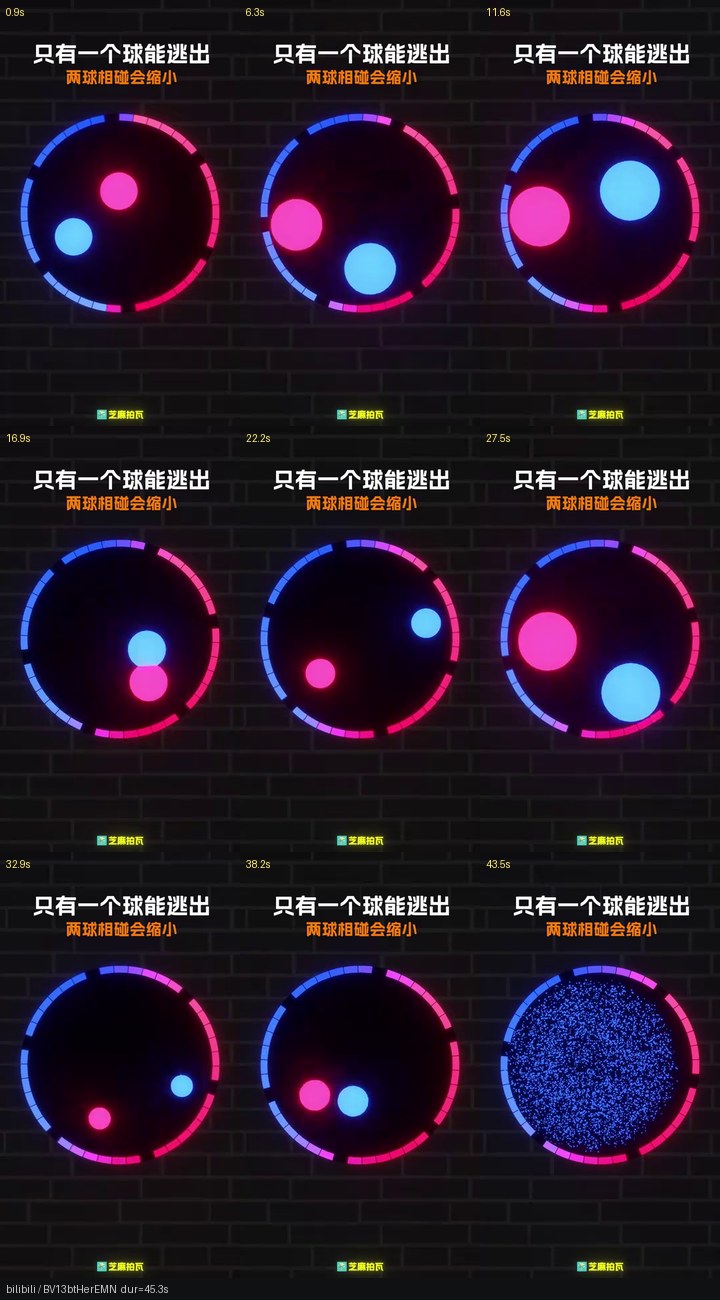 0.9s
只有一个球能逃出
两球相碰会缩小
芝麻拍瓦
6.3s
只有一个球能逃出
两球相碰会缩小
芝麻拍瓦
11.6s
只有一个球能逃出
两球相碰会缩小
芝麻拍瓦
16.9s
只有一个球能逃出
两球相碰会缩小
芝麻拍瓦
22.2s
只有一个球能逃出
两球相碰会缩小
芝麻拍瓦
27.5s
只有一个球能逃出
两球相碰会缩小
芝麻拍瓦
32.9s
只有一个球能逃出
两球相碰会缩小
芝麻拍瓦
38.2s
只有一个球能逃出
两球相碰会缩小
芝麻拍瓦
43.5s
只有一个球能逃出
两球相碰会缩小
芝麻拍瓦
bilibili / BV13btHerEMN dur=45.3s